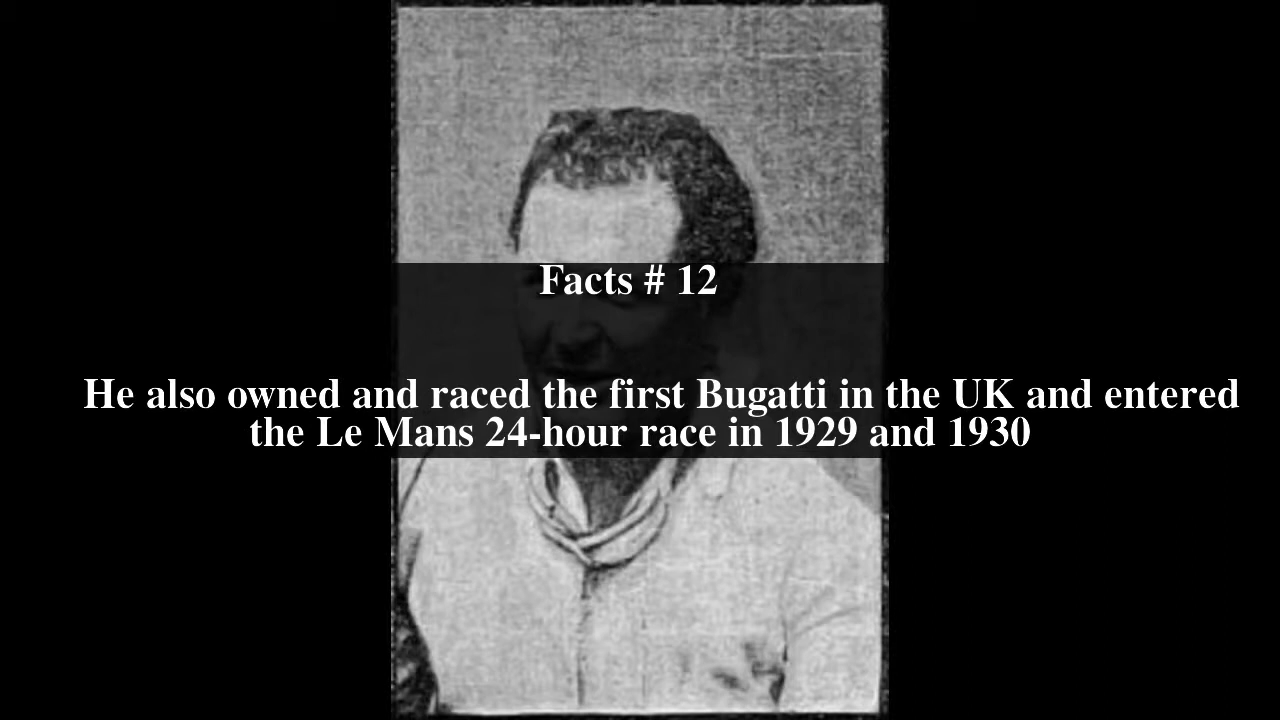 Facts # 12
He also owned and raced the first Bugatti in the UK and entered
the Le Mans 24-hour race in 1929 and 1930